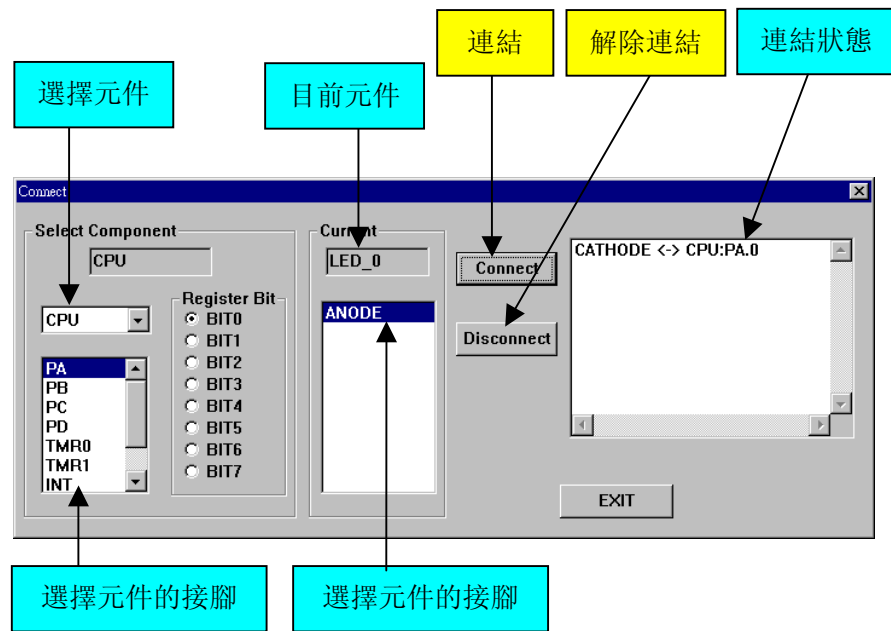 連結
解除連結
連結狀態
選擇元件
目前元件
Connect
Select Component
CPU
CPU
PA
PB
PC
PD
TMR0
TMR1
INT
Register Bit
BIT0
BIT1
BIT2
BIT3
BIT4
BIT5
BIT6
BIT7
Current
LED_0
ANODE
Connect
Disconnect
CATHODE <-> CPU:PA.0
EXIT
選擇元件的接腳
選擇元件的接腳